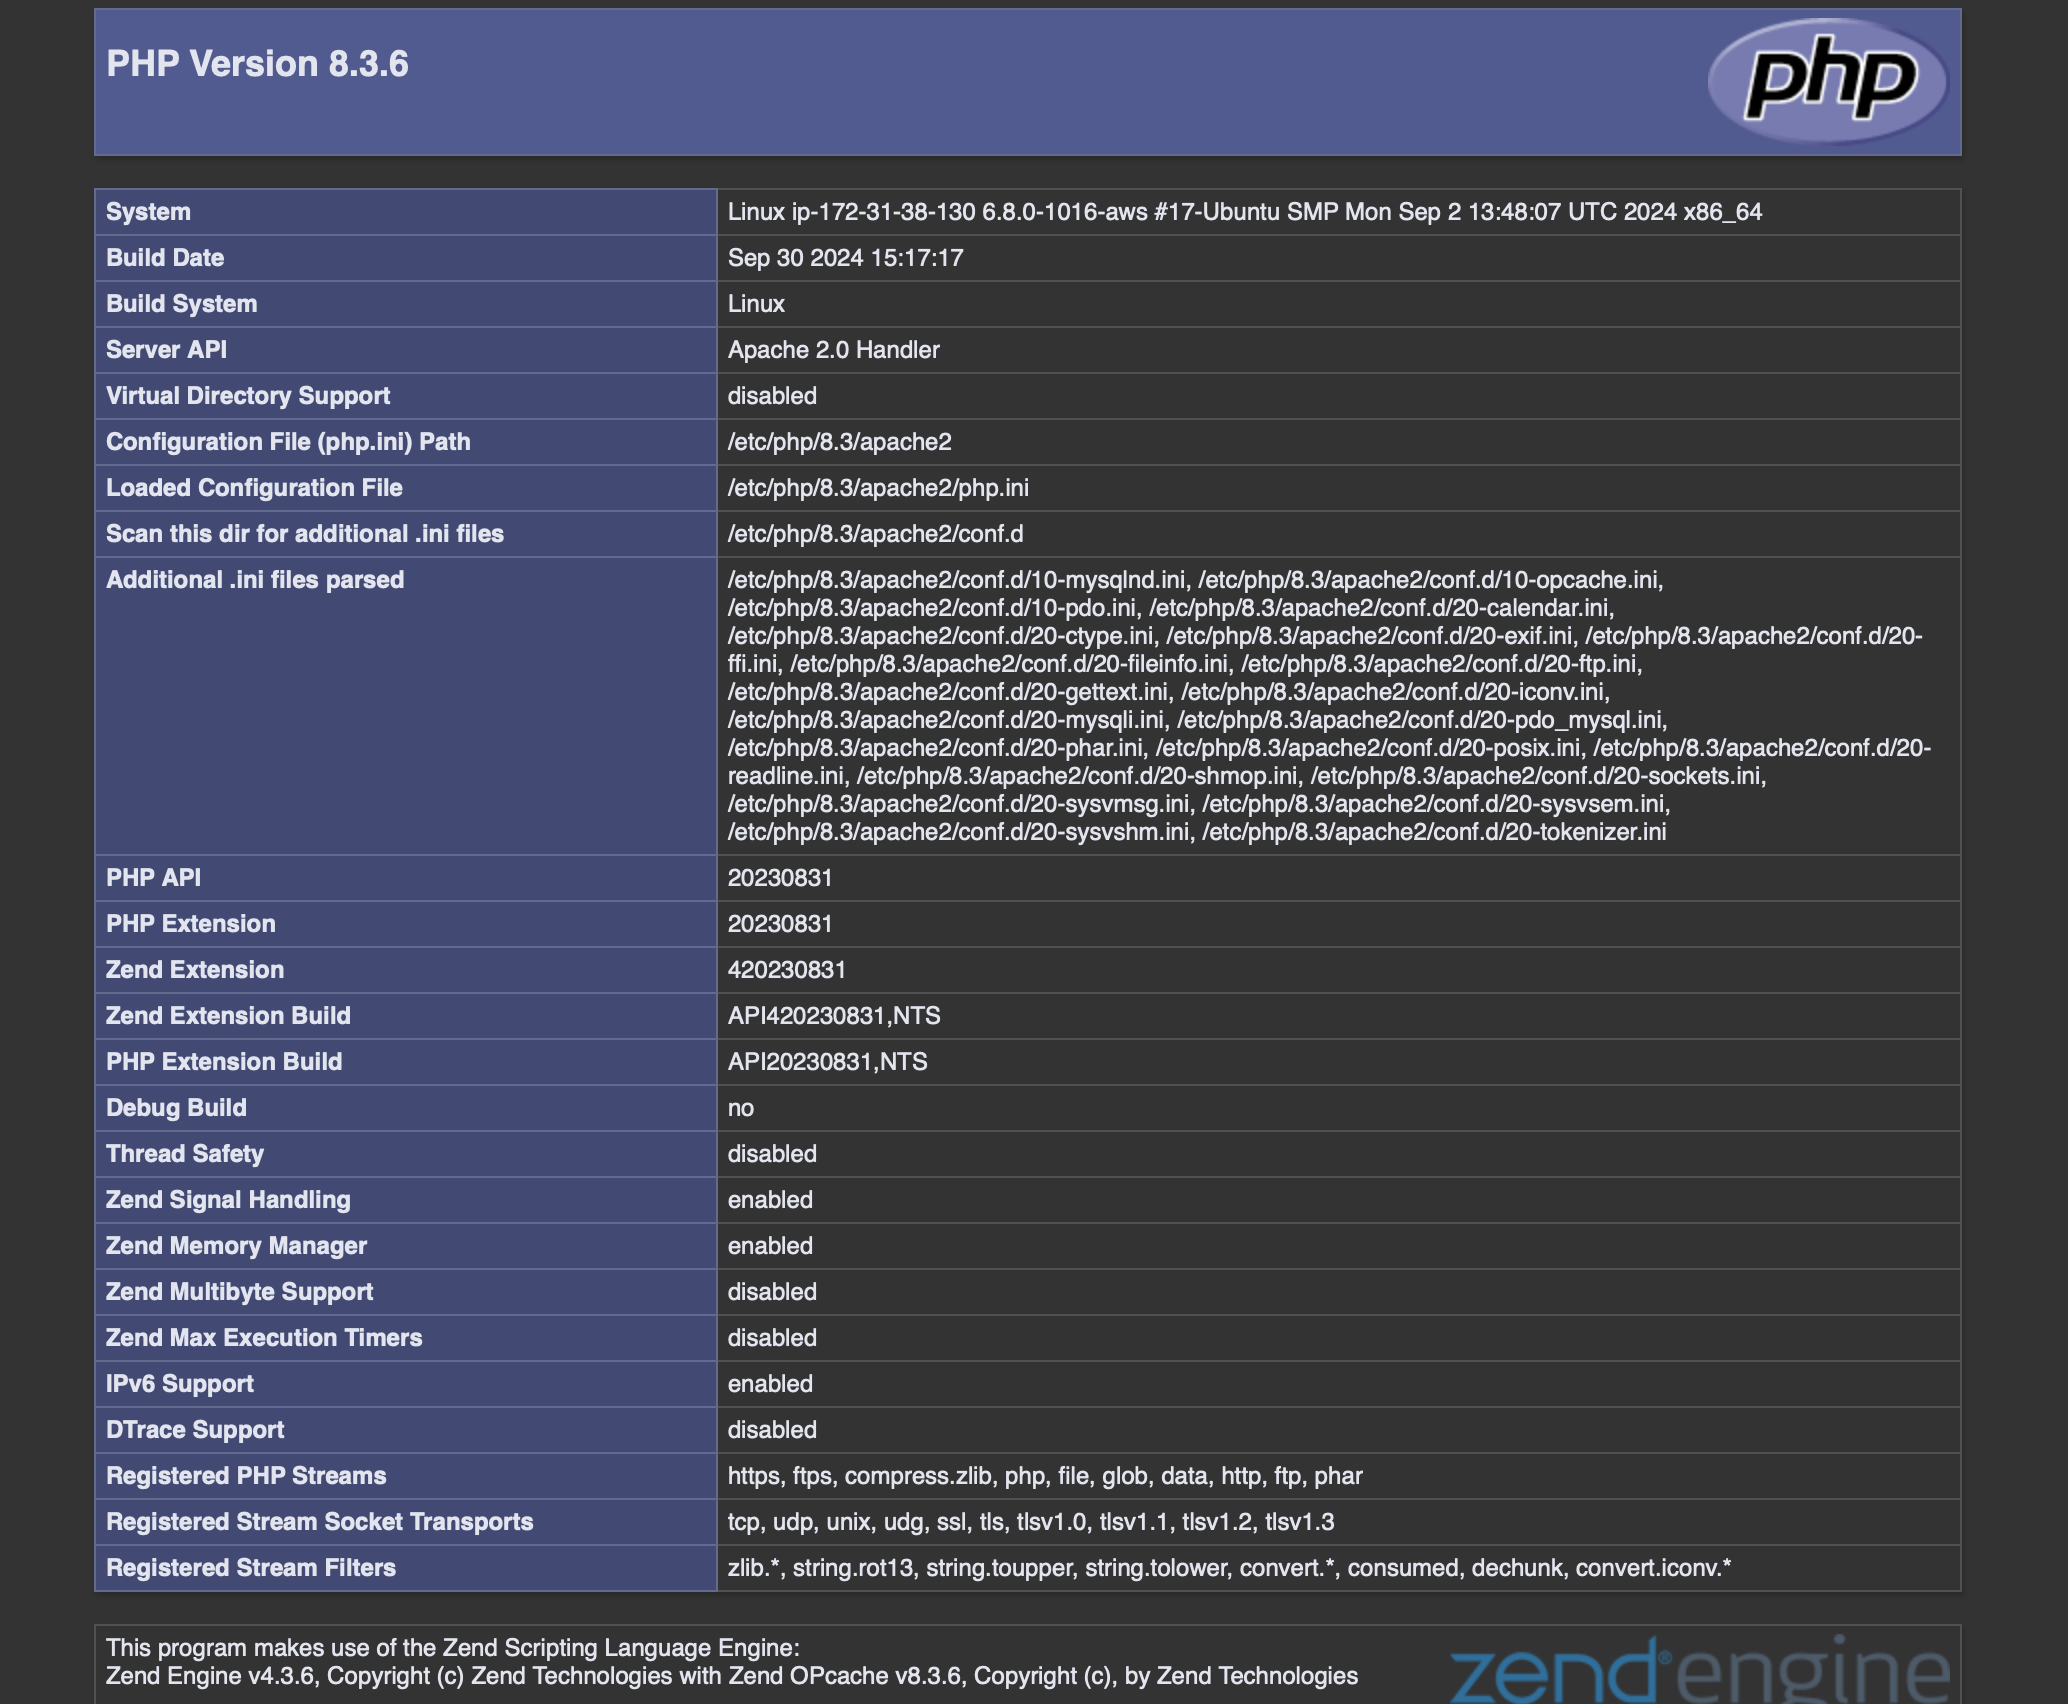 PHP Version 8.3.6
php
System Linux ip-172-31-38-130 6.8.0-1016-aws #17-Ubuntu SMP Mon Sep 2 13:48:07 UTC 2024 x86_64
Build Date Sep 30 2024 15:17:17
Build System Linux
Server API Apache 2.0 Handler
Virtual Directory Support disabled
Configuration File (php.ini) Path /etc/php/8.3/apache2
Loaded Configuration File /etc/php/8.3/apache2/php.ini
Scan this dir for additional .ini files /etc/php/8.3/apache2/conf.d
Additional .ini files parsed /etc/php/8.3/apache2/conf.d/10-mysqlnd.ini, /etc/php/8.3/apache2/conf.d/10-opcache.ini,
/etc/php/8.3/apache2/conf.d/10-pdo.ini, /etc/php/8.3/apache2/conf.d/20-calendar.ini,
/etc/php/8.3/apache2/conf.d/20-ctype.ini, /etc/php/8.3/apache2/conf.d/20-exif.ini, /etc/php/8.3/apache2/conf.d/20-
ffi.ini, /etc/php/8.3/apache2/conf.d/20-fileinfo.ini, /etc/php/8.3/apache2/conf.d/20-ftp.ini,
/etc/php/8.3/apache2/conf.d/20-gettext.ini, /etc/php/8.3/apache2/conf.d/20-iconv.ini,
/etc/php/8.3/apache2/conf.d/20-mysqli.ini, /etc/php/8.3/apache2/conf.d/20-pdo_mysql.ini,
/etc/php/8.3/apache2/conf.d/20-phar.ini, /etc/php/8.3/apache2/conf.d/20-posix.ini, /etc/php/8.3/apache2/conf.d/20-
readline.ini, /etc/php/8.3/apache2/conf.d/20-shmop.ini, /etc/php/8.3/apache2/conf.d/20-sockets.ini,
/etc/php/8.3/apache2/conf.d/20-sysvmsg.ini, /etc/php/8.3/apache2/conf.d/20-sysvsem.ini,
/etc/php/8.3/apache2/conf.d/20-sysvshm.ini, /etc/php/8.3/apache2/conf.d/20-tokenizer.ini
PHP API 20230831
PHP Extension 20230831
Zend Extension 420230831
Zend Extension Build API420230831,NTS
PHP Extension Build API20230831,NTS
Debug Build no
Thread Safety disabled
Zend Signal Handling enabled
Zend Memory Manager enabled
Zend Multibyte Support disabled
Zend Max Execution Timers disabled
IPv6 Support enabled
DTrace Support disabled
Registered PHP Streams https, ftps, compress.zlib, php, file, glob, data, http, ftp, phar
Registered Stream Socket Transports tcp, udp, unix, udg, ssl, tls, tlsv1.0, tlsv1.1, tlsv1.2, tlsv1.3
Registered Stream Filters zlib.*, string.rot13, string.toupper, string.tolower, convert.*, consumed, dechunk, convert.iconv.*
This program makes use of the Zend Scripting Language Engine:
Zend Engine v4.3.6, Copyright (c) Zend Technologies with Zend OPcache v8.3.6, Copyright (c), by Zend Technologies
zend®engine